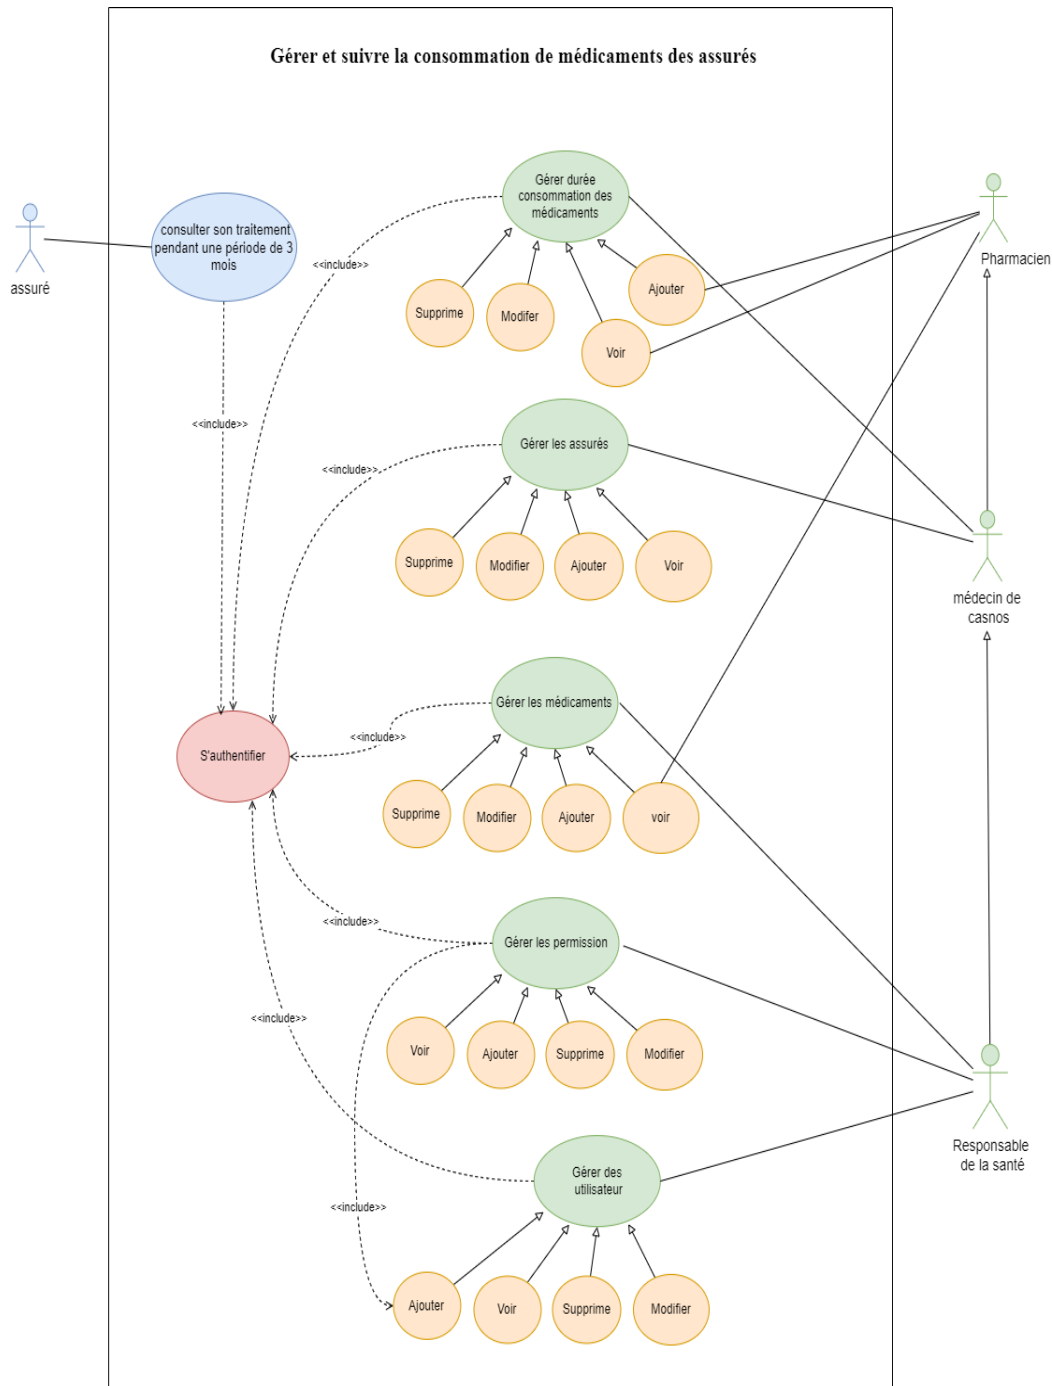 Gérer et suivre la consommation de médicaments des assurés
Gérer durée
consommation des
médicaments
consulter son traitement
pendant une période de 3
mois
assuré
Pharmacien
<<include>>
Supprime
Modifer
Ajouter
Voir
<<include>>
Gérer les assurés
<<include>>
Supprime
Modifier
Ajouter
Voir
médecin de
casnos
Gérer les médicaments
<<include>>
S'authentifier
Supprime
Modifier
Ajouter
voir
<<include>>
Gérer les permission
<<include>>
Voir
Ajouter
Supprime
Modifier
Responsable
de la santé
Gérer des
utilisateur
<<include>>
Ajouter
Voir
Supprime
Modifier